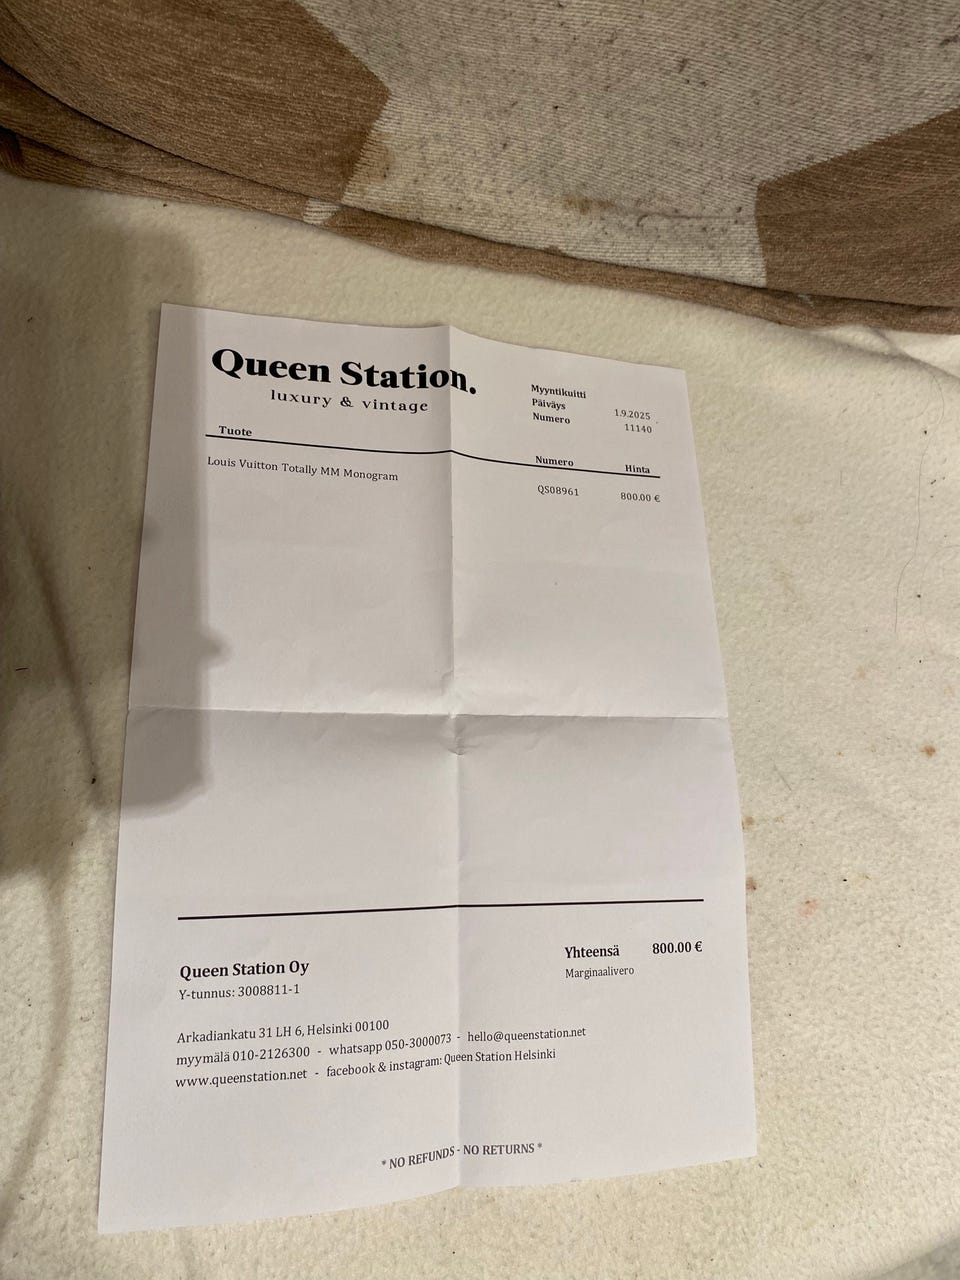 Queen Station.
luxury & vintage
Myyntikuitti
Päiväys 1.9.2025
Numero 11140
Tuote Numero Hinta
Louis Vuitton Totally MM Monogram QS08961 800.00 €
Yhteensä 800.00 €
Marginaalivero
Queen Station Oy
Y-tunnus: 3008811-1
Arkadiankatu 31 LH 6, Helsinki 00100
myymälä 010-2126300 - whatsapp 050-3000073 - hello@queenstation.net
www.queenstation.net - facebook & instagram: Queen Station Helsinki
* NO REFUNDS - NO RETURNS *